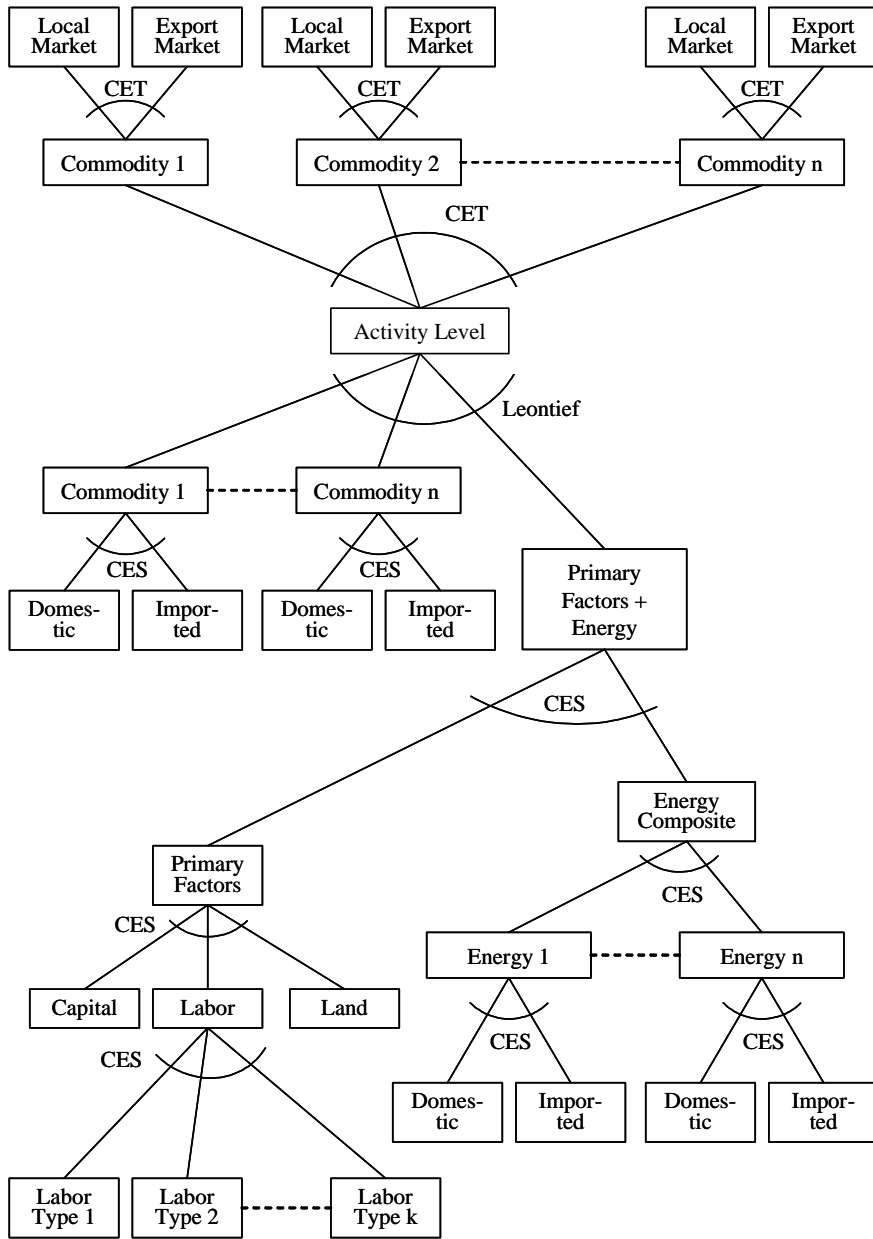 Local
Market
Export
Market
Local
Market
Export
Market
Local
Market
Export
Market
CET
CET
CET
Commodity 1
Commodity 2
Commodity n
CET
Activity Level
Leontief
Commodity 1
Commodity n
CES
CES
Domes-
tic
Impor-
ted
Domes-
tic
Impor-
ted
Primary
Factors +
Energy
CES
Energy
Composite
Primary
Factors
CES
CES
Energy 1
Energy n
Capital
Labor
Land
CES
CES
CES
Domes-
tic
Impor-
ted
Domes-
tic
Impor-
ted
Labor
Type 1
Labor
Type 2
Labor
Type k